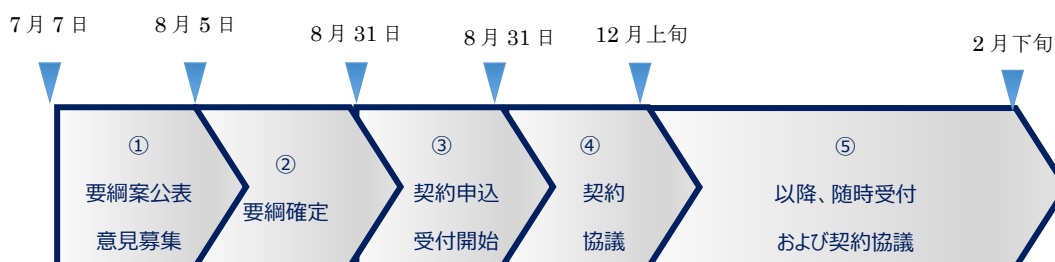 7月7日
8月5日
8月31日
8月31日
12月上旬
2月下旬
①
要綱案公表
意見募集
②
要綱確定
③
契約申込
受付開始
④
契約
協議
⑤
以降、随時受付
および契約協議